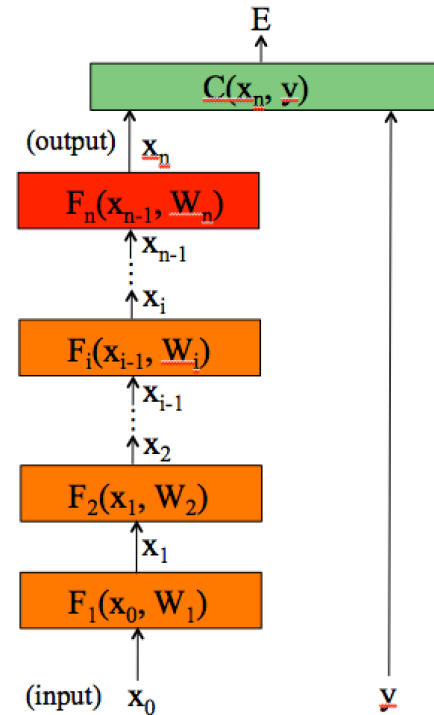 E
C(xₙ, y)
(output) xₙ
Fₙ(xₙ₋₁, Wₙ)
xₙ₋₁
xᵢ
Fᵢ(xᵢ₋₁, Wᵢ)
xᵢ₋₁
x₂
F₂(x₁, W₂)
x₁
F₁(x₀, W₁)
(input) x₀ y